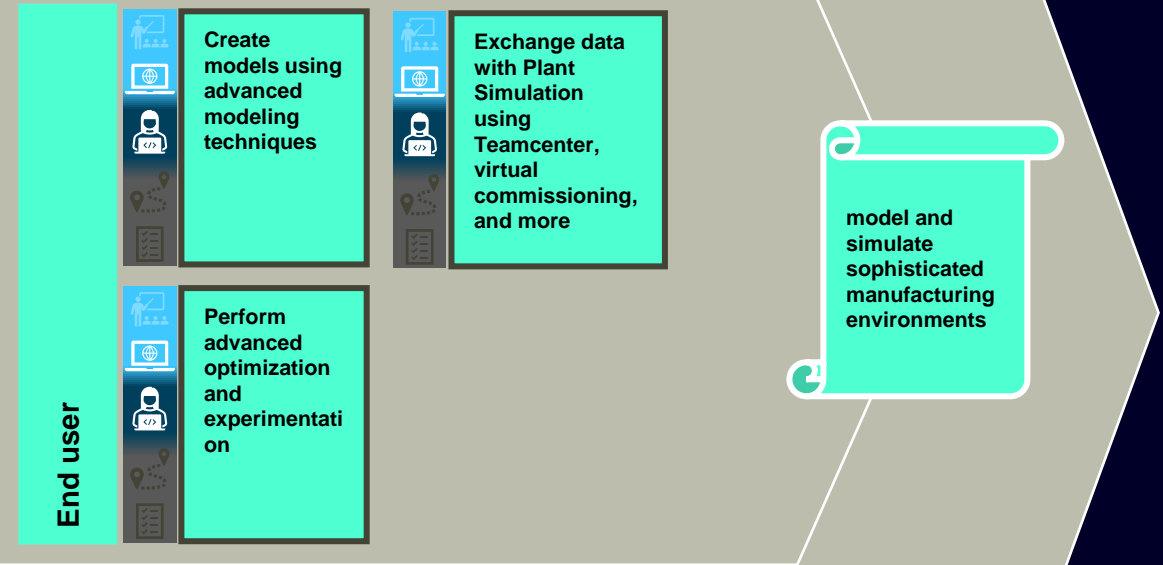 End user
Create
models using
advanced
modeling
techniques
Exchange data
with Plant
Simulation
using
Teamcenter,
virtual
commissioning,
and more
Perform
advanced
optimization
and
experimentati
on
model and
simulate
sophisticated
manufacturing
environments